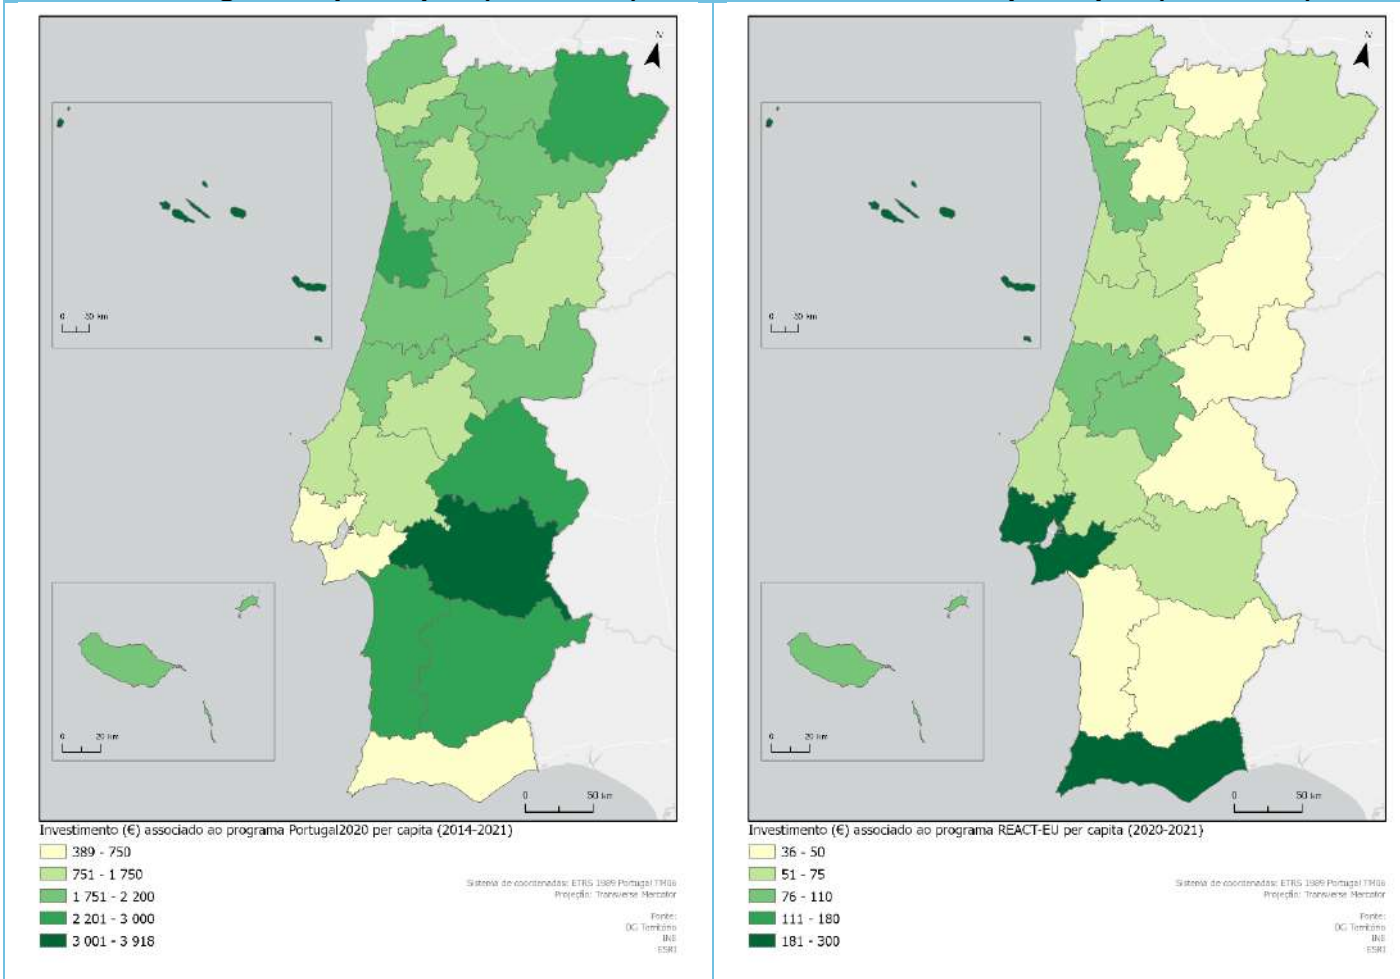 N
0 50 km
0 20 km
0 50 km
Investimento (€) associado ao programa Portugal2020 per capita (2014-2021)
389 - 750
751 - 1 750
1 751 - 2 200
2 201 - 3 000
3 001 - 3 918
Sistema de coordenadas: ETRS 1989 Portugal TM06
Projeção: Transverse Mercator
Fonte:
DG Território
INE
ESRI
N
0 50 km
0 20 km
0 50 km
Investimento (€) associado ao programa REACT-EU per capita (2020-2021)
36 - 50
51 - 75
76 - 110
111 - 180
181 - 300
Sistema de coordenadas: ETRS 1989 Portugal TM06
Projeção: Transverse Mercator
Fonte:
DG Território
INE
ESRI